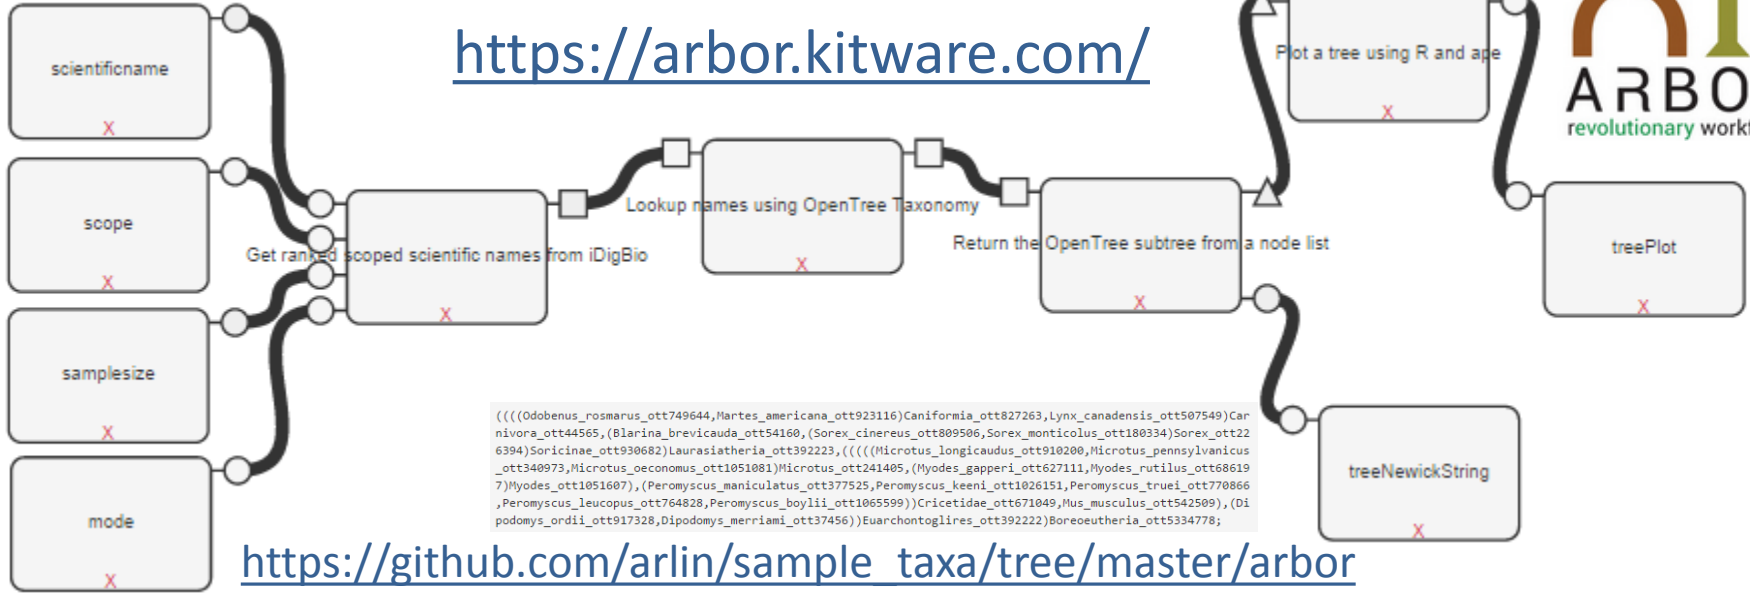 https://arbor.kitware.com/
Plot a tree using R and ape
X
ARBO
revolutionary workf
scientificname
X
scope
X
samplesize
X
mode
X
Get ranked scoped scientific names from iDigBio
X
Lookup names using OpenTree Taxonomy
X
Return the OpenTree subtree from a node list
X
treePlot
X
treeNewickString
X
((((Odobenus_rosmarus_ott749644,Martes_americana_ott923116)Caniformia_ott827263,Lynx_canadensis_ott507549)Car
nivora_ott44565,(Blarina_brevicauda_ott54160,(Sorex_cinereus_ott809506,Sorex_monticolus_ott180334)Sorex_ott22
6394)Soricinae_ott930682)Laurasiatheria_ott392223,(((((Microtus_longicaudus_ott910200,Microtus_pennsylvanicus
_ott340973,Microtus_oeconomus_ott1051081)Microtus_ott241405,(Myodes_gapperi_ott627111,Myodes_rutilus_ott68619
7)Myodes_ott1051607),(Peromyscus_maniculatus_ott377525,Peromyscus_keeni_ott1026151,Peromyscus_truei_ott770866
,Peromyscus_leucopus_ott764828,Peromyscus_boylii_ott1065599))Cricetidae_ott671049,Mus_musculus_ott542509),(Di
podomys_ordii_ott917328,Dipodomys_merriami_ott37456))Euarchontoglires_ott392222)Boreoeutheria_ott5334778;
https://github.com/arlin/sample_taxa/tree/master/arbor